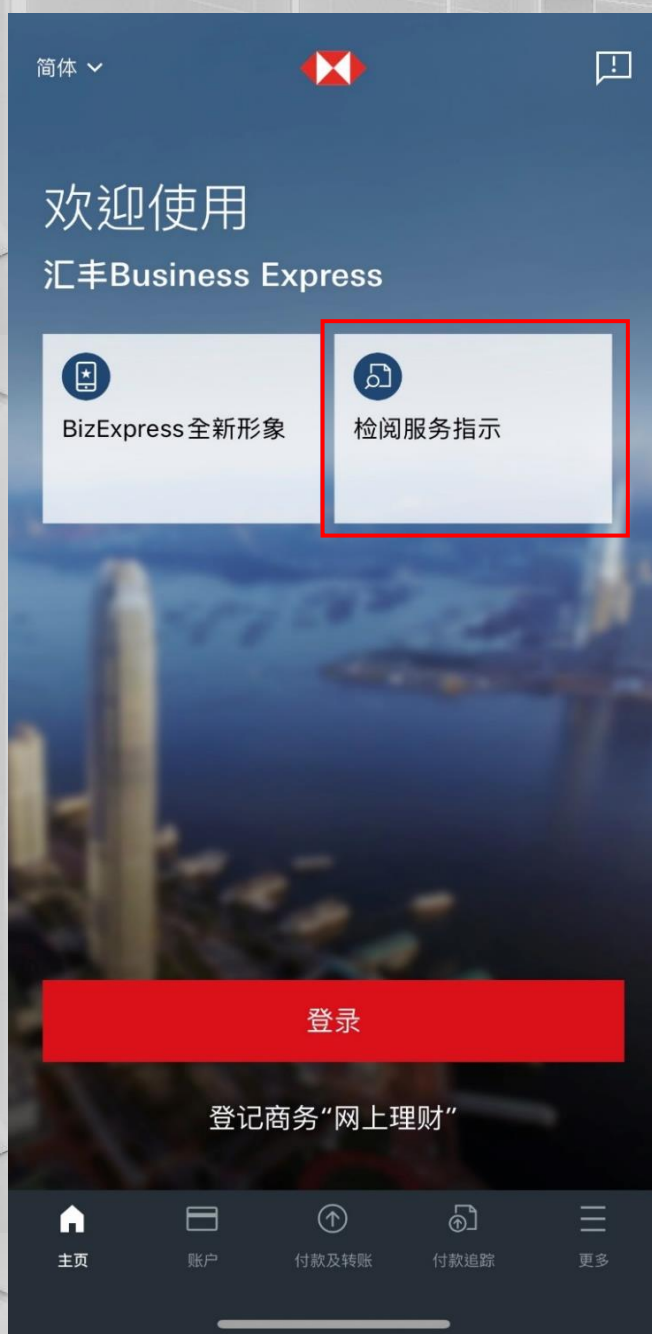 简体
欢迎使用
汇丰Business Express
BizExpress全新形象
检阅服务指示
登录
登记商务“网上理财”
主页
账户
付款及转账
付款追踪
更多